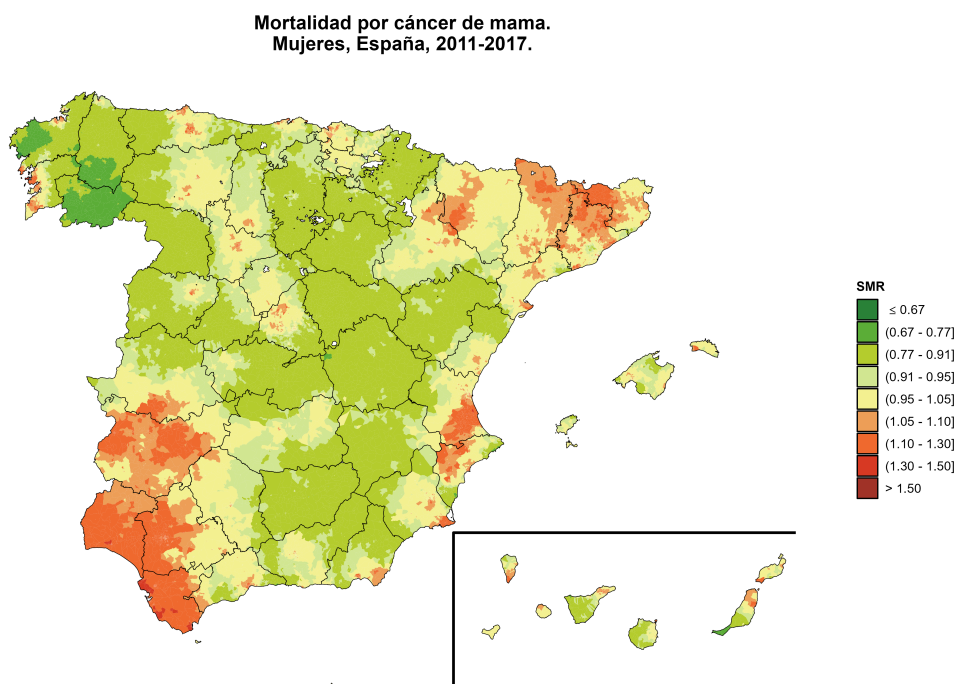 Mortalidad por cáncer de mama.
Mujeres, España, 2011-2017.
SMR
≤ 0.67
(0.67 - 0.77]
(0.77 - 0.91]
(0.91 - 0.95]
(0.95 - 1.05]
(1.05 - 1.10]
(1.10 - 1.30]
(1.30 - 1.50]
> 1.50